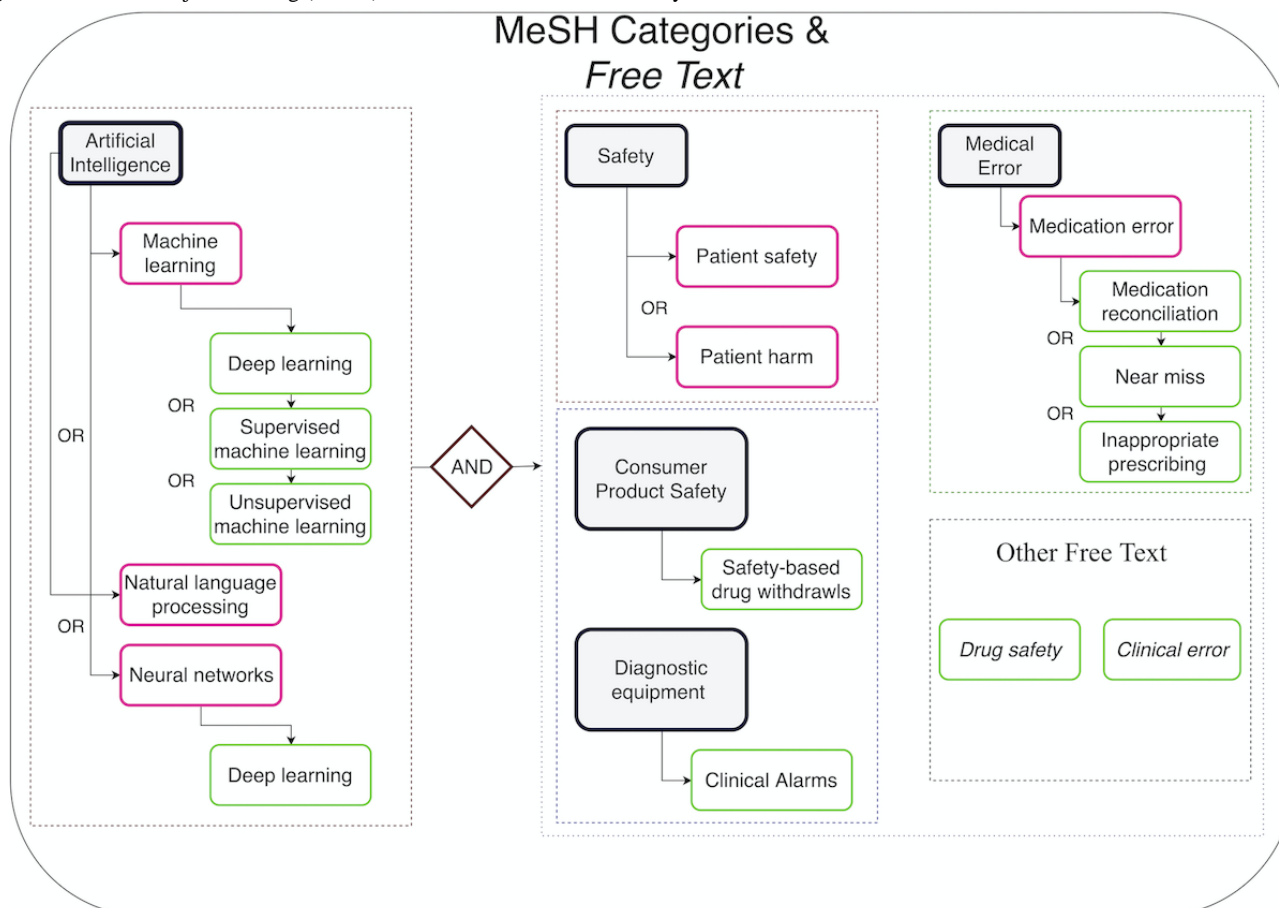 MeSH Categories &
Free Text
Artificial
Intelligence
Machine
learning
Deep learning
OR
Supervised
machine learning
OR
Unsupervised
machine learning
OR
Natural language
processing
OR
Neural networks
Deep learning
AND
Safety
Patient safety
OR
Patient harm
Consumer
Product Safety
Safety-based
drug withdrawls
Diagnostic
equipment
Clinical Alarms
Medical
Error
Medication error
Medication
reconciliation
OR
Near miss
OR
Inappropriate
prescribing
Other Free Text
Drug safety
Clinical error